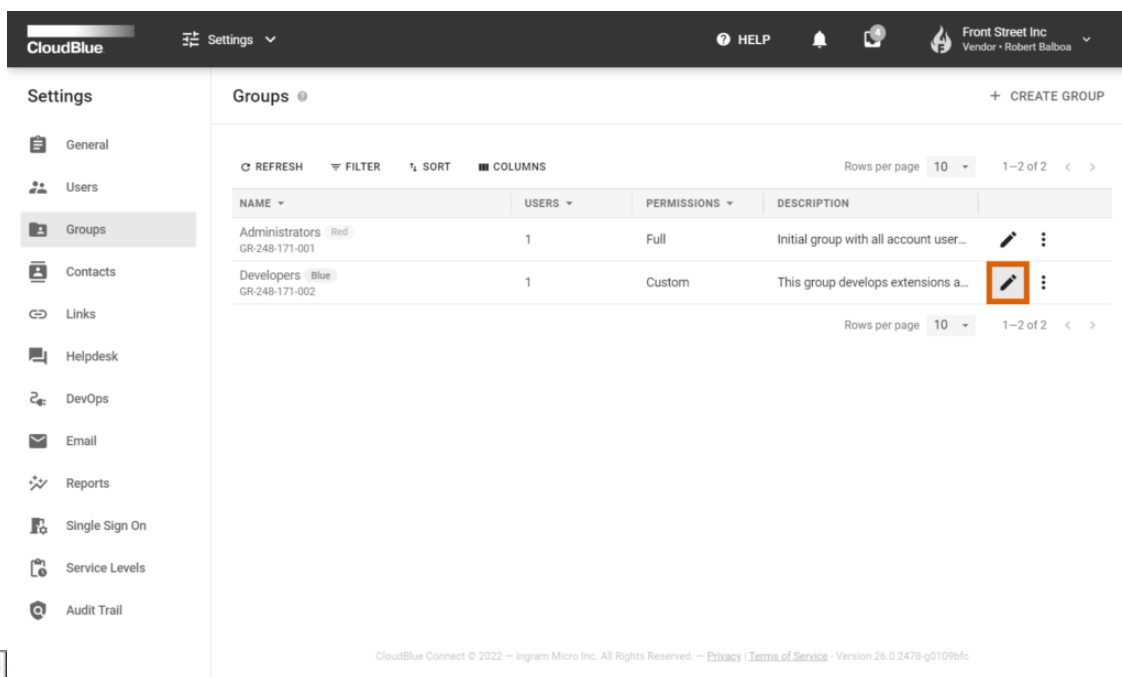 CloudBlue
Settings
HELP
4
Front Street Inc
Vendor • Robert Balboa
Settings
General
Users
Groups
Contacts
Links
Helpdesk
DevOps
Email
Reports
Single Sign On
Service Levels
Audit Trail
Groups
+ CREATE GROUP
REFRESH FILTER SORT COLUMNS Rows per page 10 1–2 of 2
NAME USERS PERMISSIONS DESCRIPTION
Administrators Red 1 Full Initial group with all account user...
GR-248-171-001
Developers Blue 1 Custom This group develops extensions a...
GR-248-171-002
Rows per page 10 1–2 of 2
CloudBlue Connect © 2022 — Ingram Micro Inc. All Rights Reserved. — Privacy | Terms of Service - Version 26.0.2478-g0109bfc